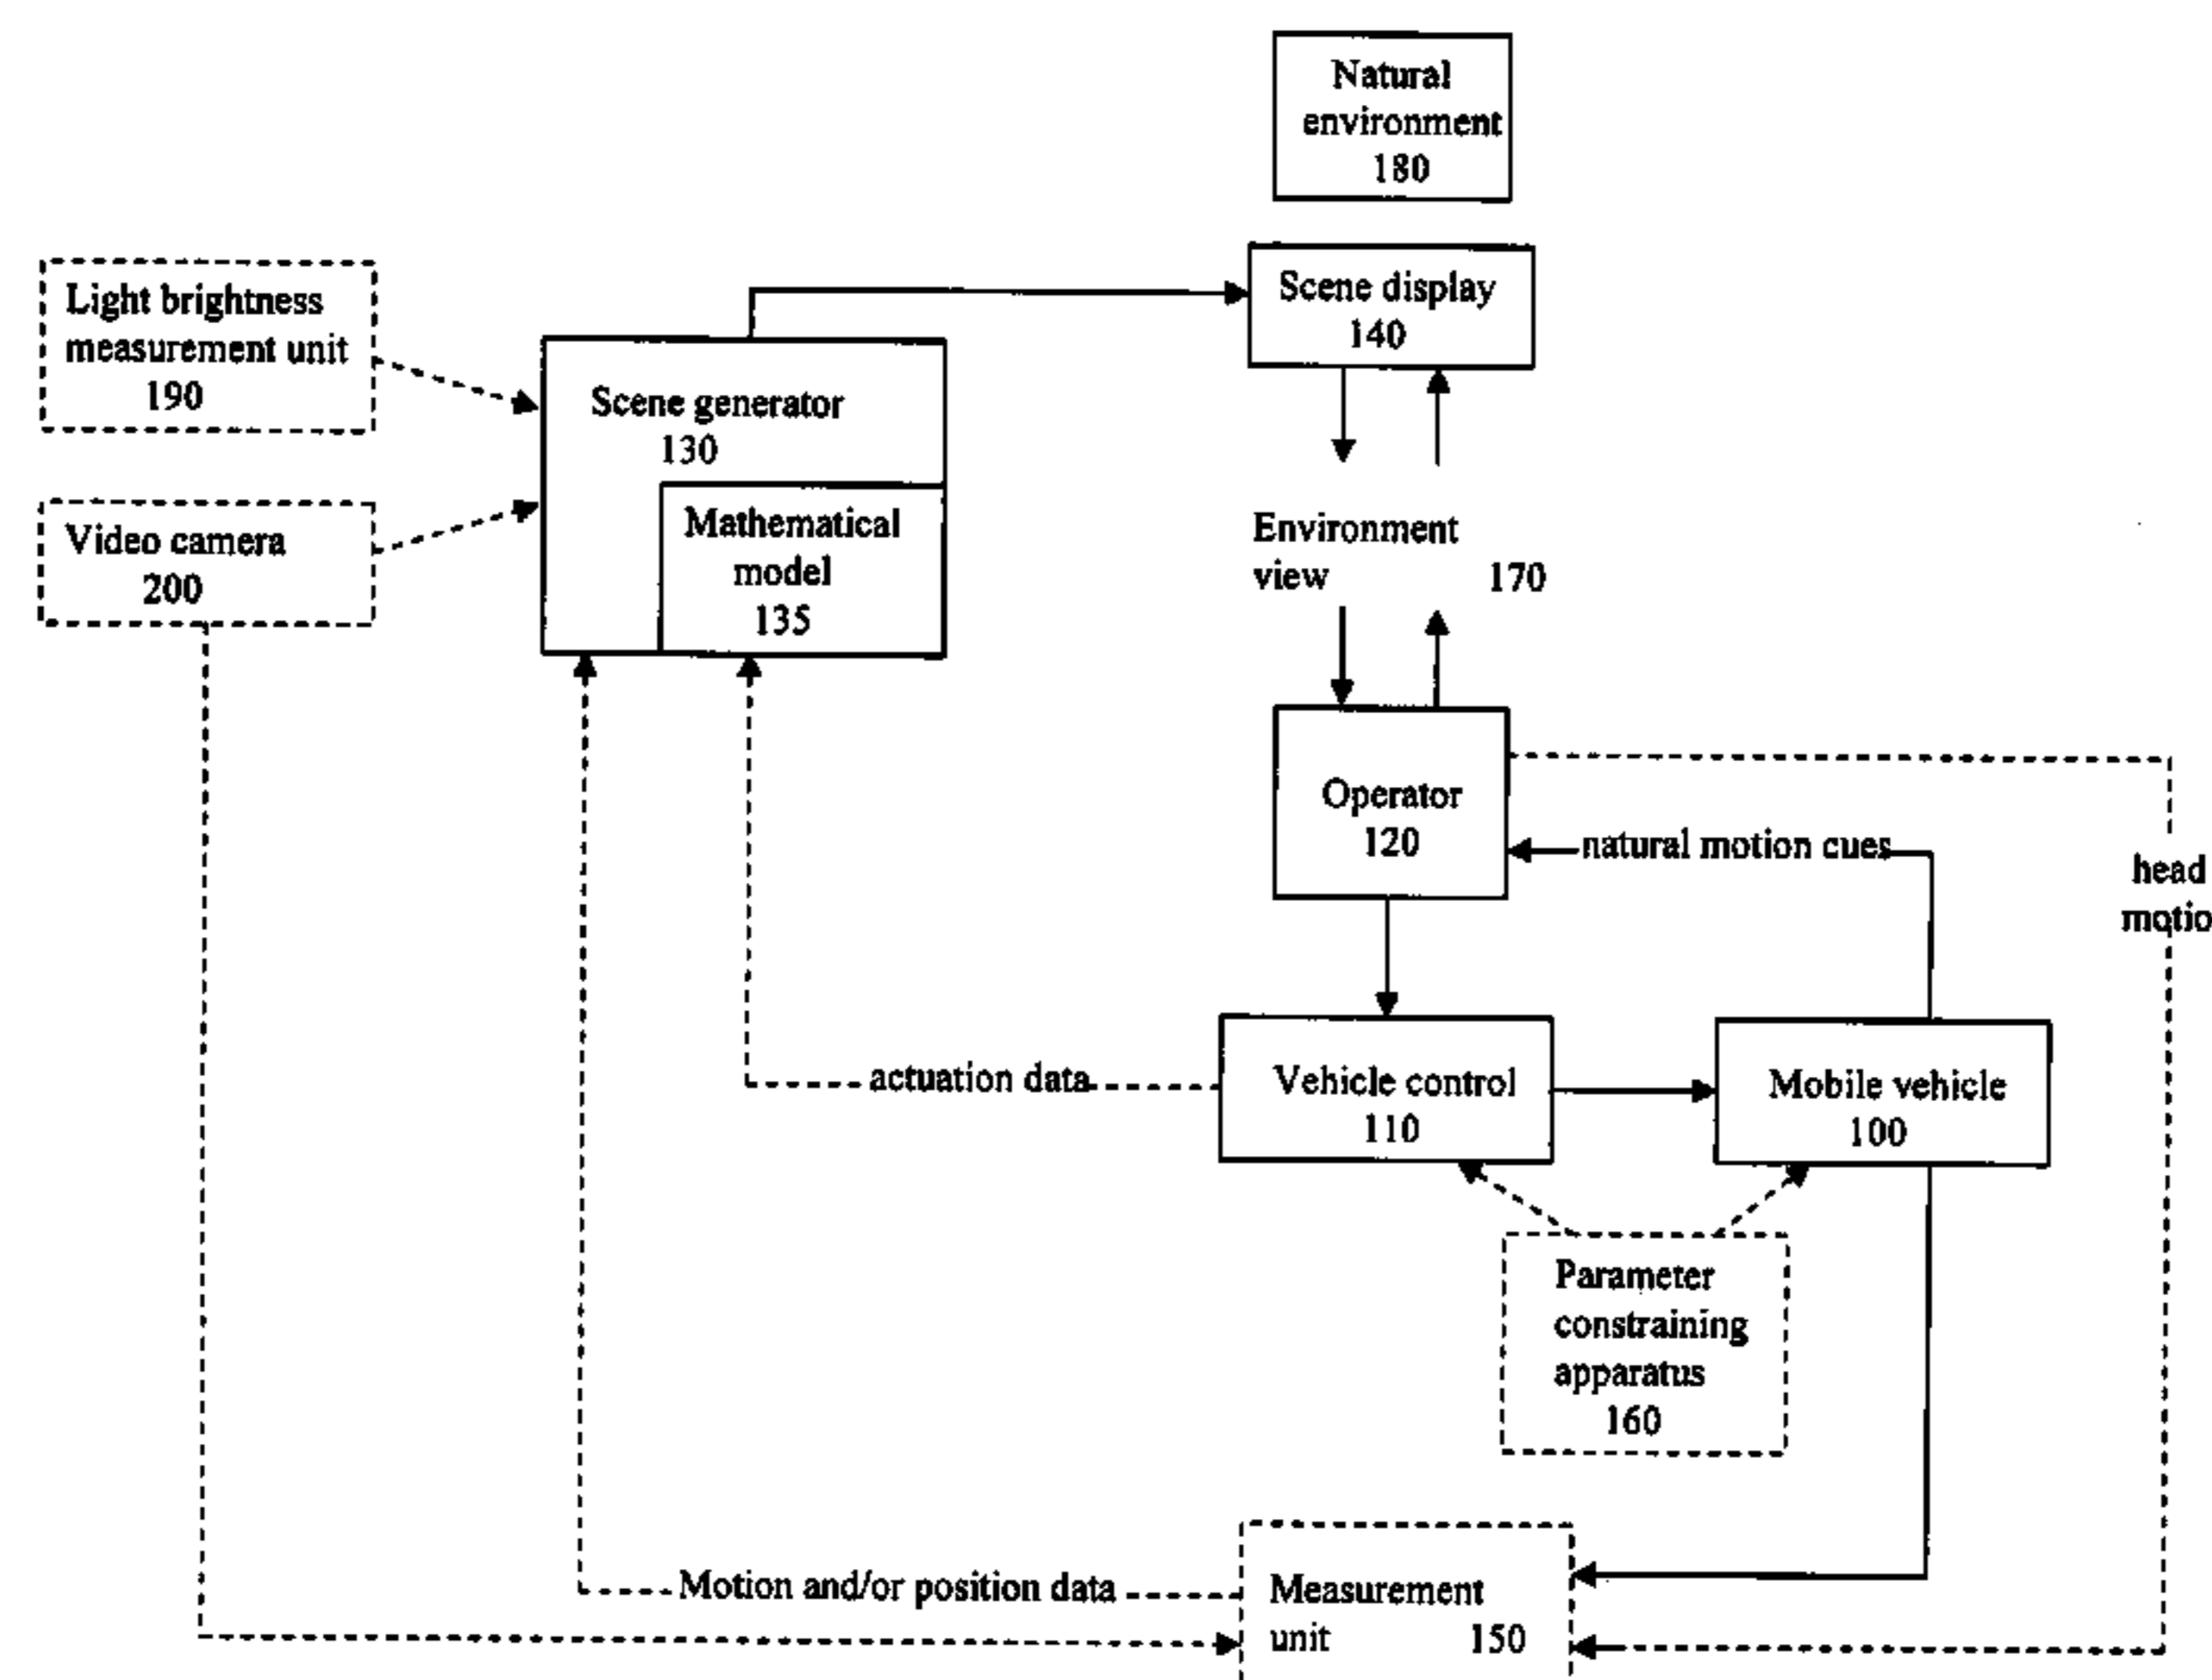 Natural
environment
180
Scene display
140
Light brightness
measurement unit
190
Scene generator
130
Video camera
200
Mathematical
model
135
Environment
view 170
Operator
120
natural motion cues
head
motio
actuation data
Vehicle control
110
Mobile vehicle
100
Parameter
constraining
apparatus
160
Motion and/or position data
Measurement
unit 150